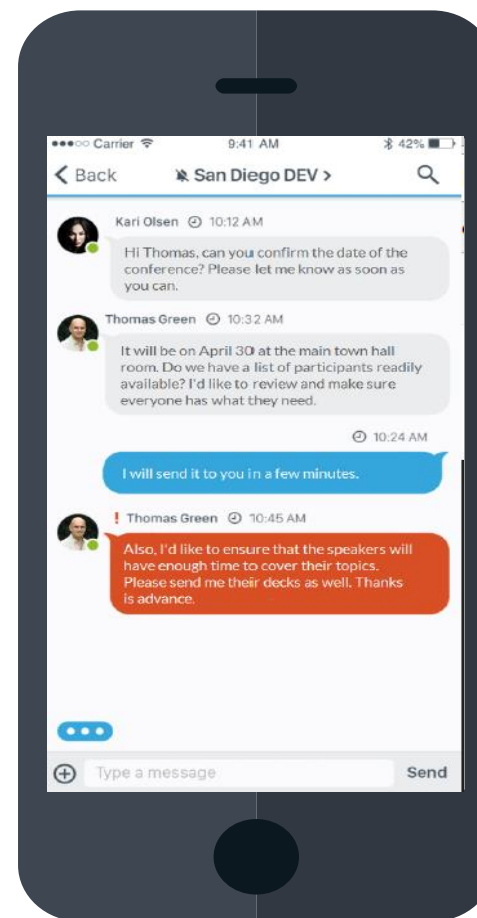 Carrier 9:41 AM 42%
Back San Diego DEV >
Kari Olsen 10:12 AM
Hi Thomas, can you confirm the date of the
conference? Please let me know as soon as
you can.
Thomas Green 10:32 AM
It will be on April 30 at the main town hall
room. Do we have a list of participants readily
available? I'd like to review and make sure
everyone has what they need.
10:24 AM
I will send it to you in a few minutes.
! Thomas Green 10:45 AM
Also, I'd like to ensure that the speakers will
have enough time to cover their topics.
Please send me their decks as well. Thanks
is advance.
Type a message Send